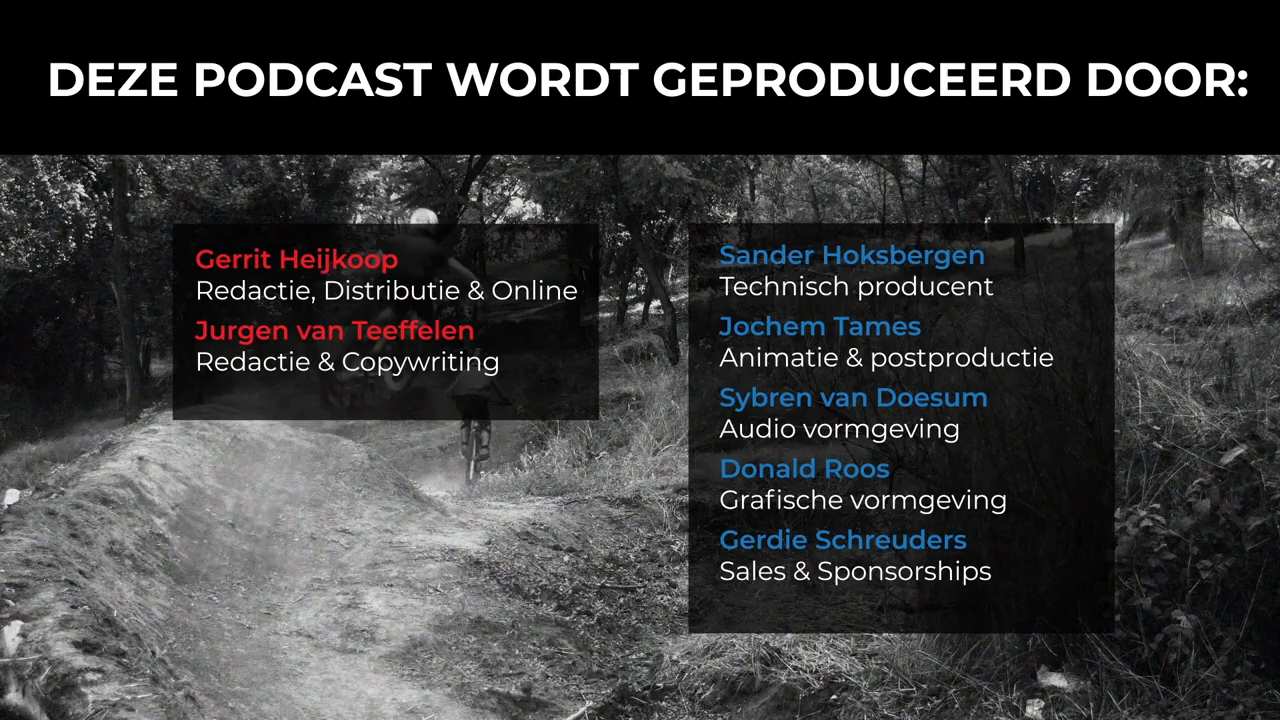 DEZE PODCAST WORDT GEPRODUCEERD DOOR:
Gerrit Heijkoop
Redactie, Distributie & Online
Jurgen van Teeffelen
Redactie & Copywriting
Sander Hoksbergen
Technisch producent
Jochem Tames
Animatie & postproductie
Sybren van Doesum
Audio vormgeving
Donald Roos
Grafische vormgeving
Gerdie Schreuders
Sales & Sponsorships